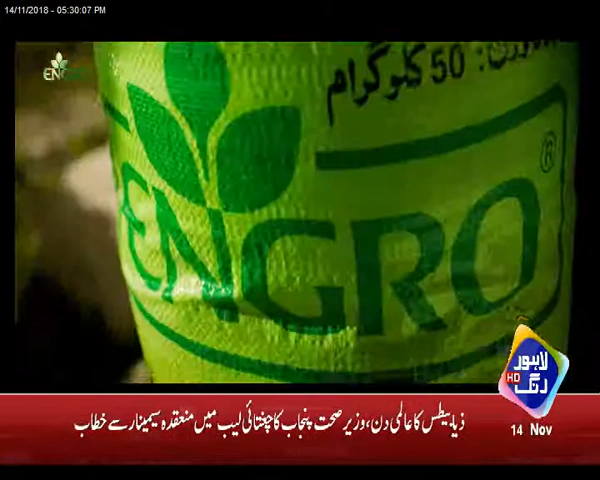 14/11/2018 - 05:30:07 PM
ENGRO
50 کلوگرام
ENGRO®
لاہور
HD رنگ
14 Nov
ذیابیطس کا عالمی دن، وزیر صحت پنجاب کا چغتائی لیب میں منعقدہ سیمینار سے خطاب